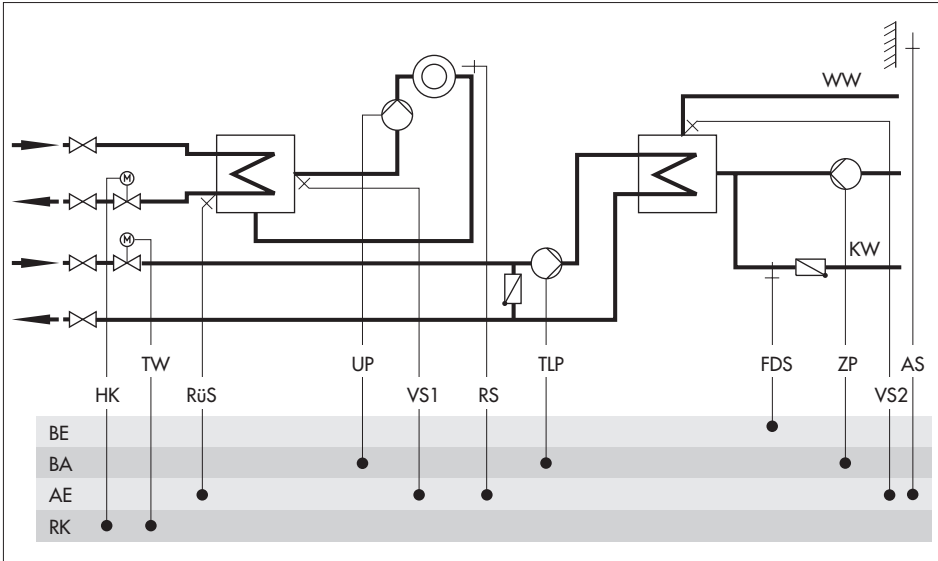 WW
M
M
KW
TW UP TLP FDS ZP AS
HK RüS VS1 RS VS2
BE
BA
AE
RK